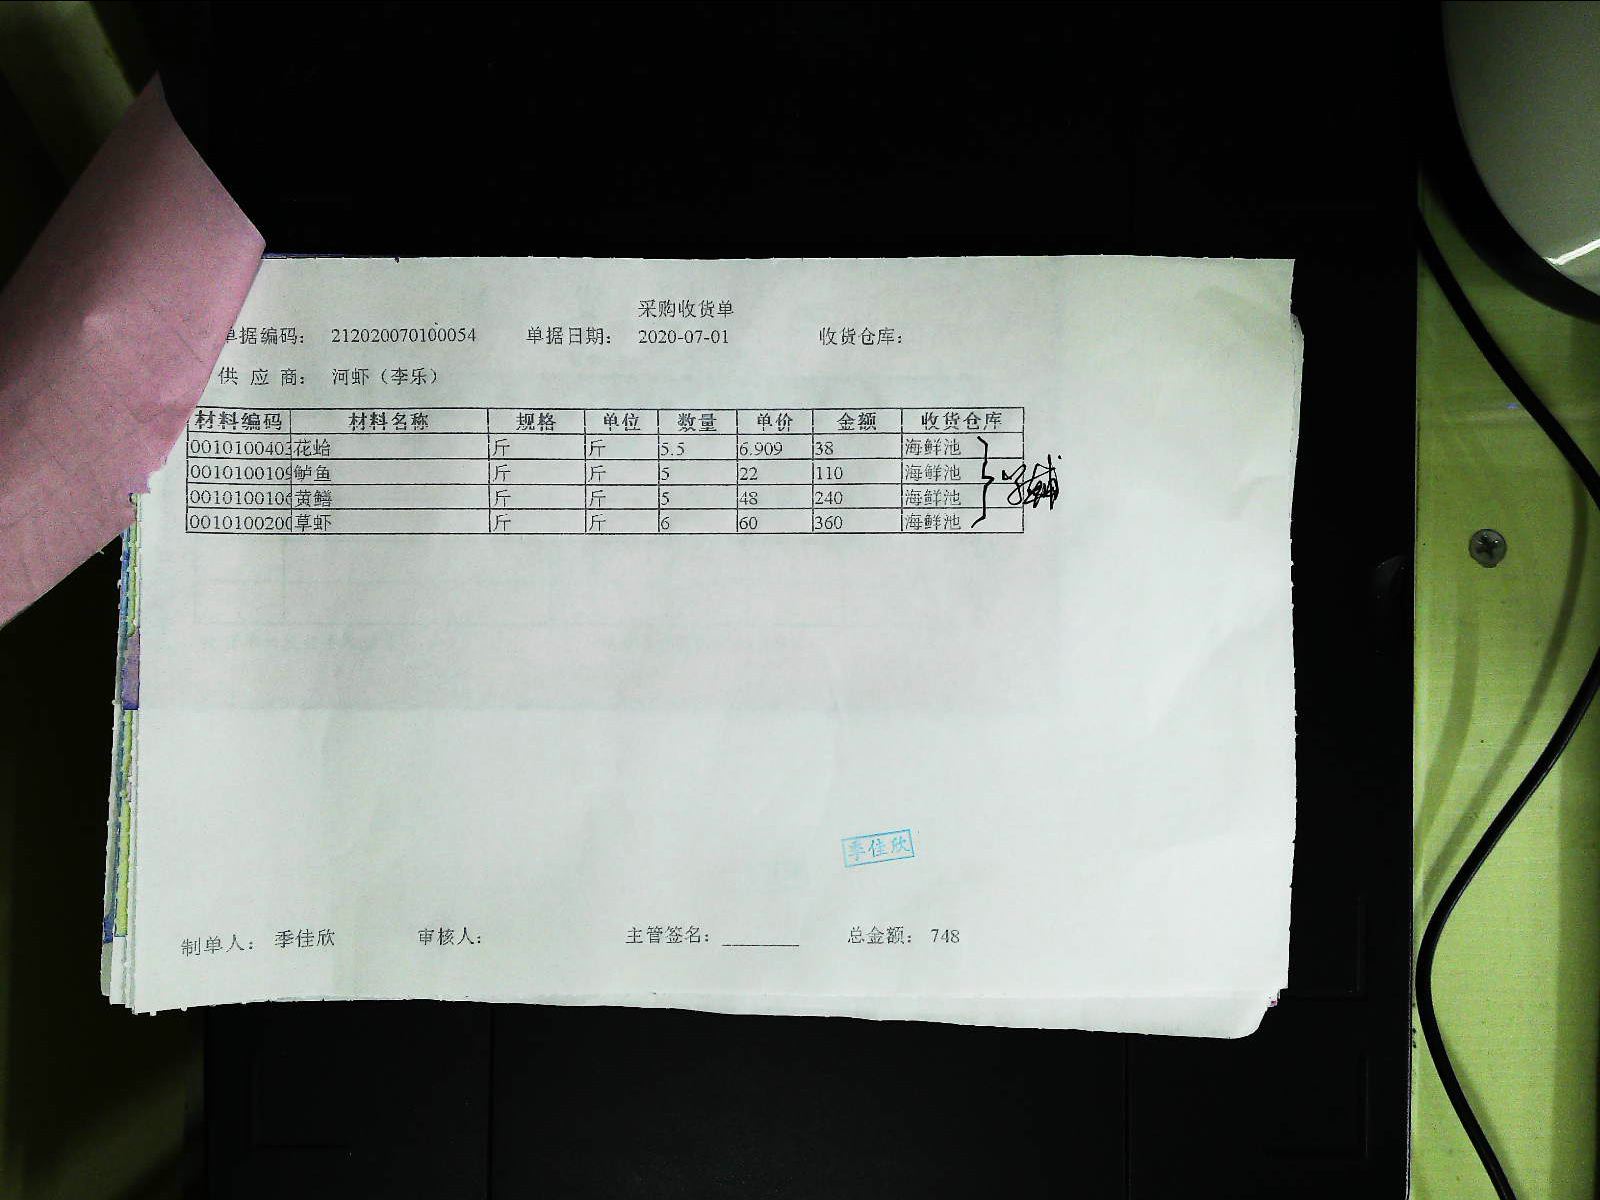 采购收货单
单据编码： 212020070100054 单据日期： 2020-07-01 收货仓库：
供 应 商： 河虾（李乐）
材料编码 材料名称 规格 单位 数量 单价 金额 收货仓库
0010100403 花蛤 斤 斤 5.5 6.909 38 海鲜池
0010100109 鲈鱼 斤 斤 5 22 110 海鲜池
0010100106 黄鳝 斤 斤 5 48 240 海鲜池
0010100200 草虾 斤 斤 6 60 360 海鲜池
季佳欣
制单人： 季佳欣 审核人： 主管签名： 总金额： 748